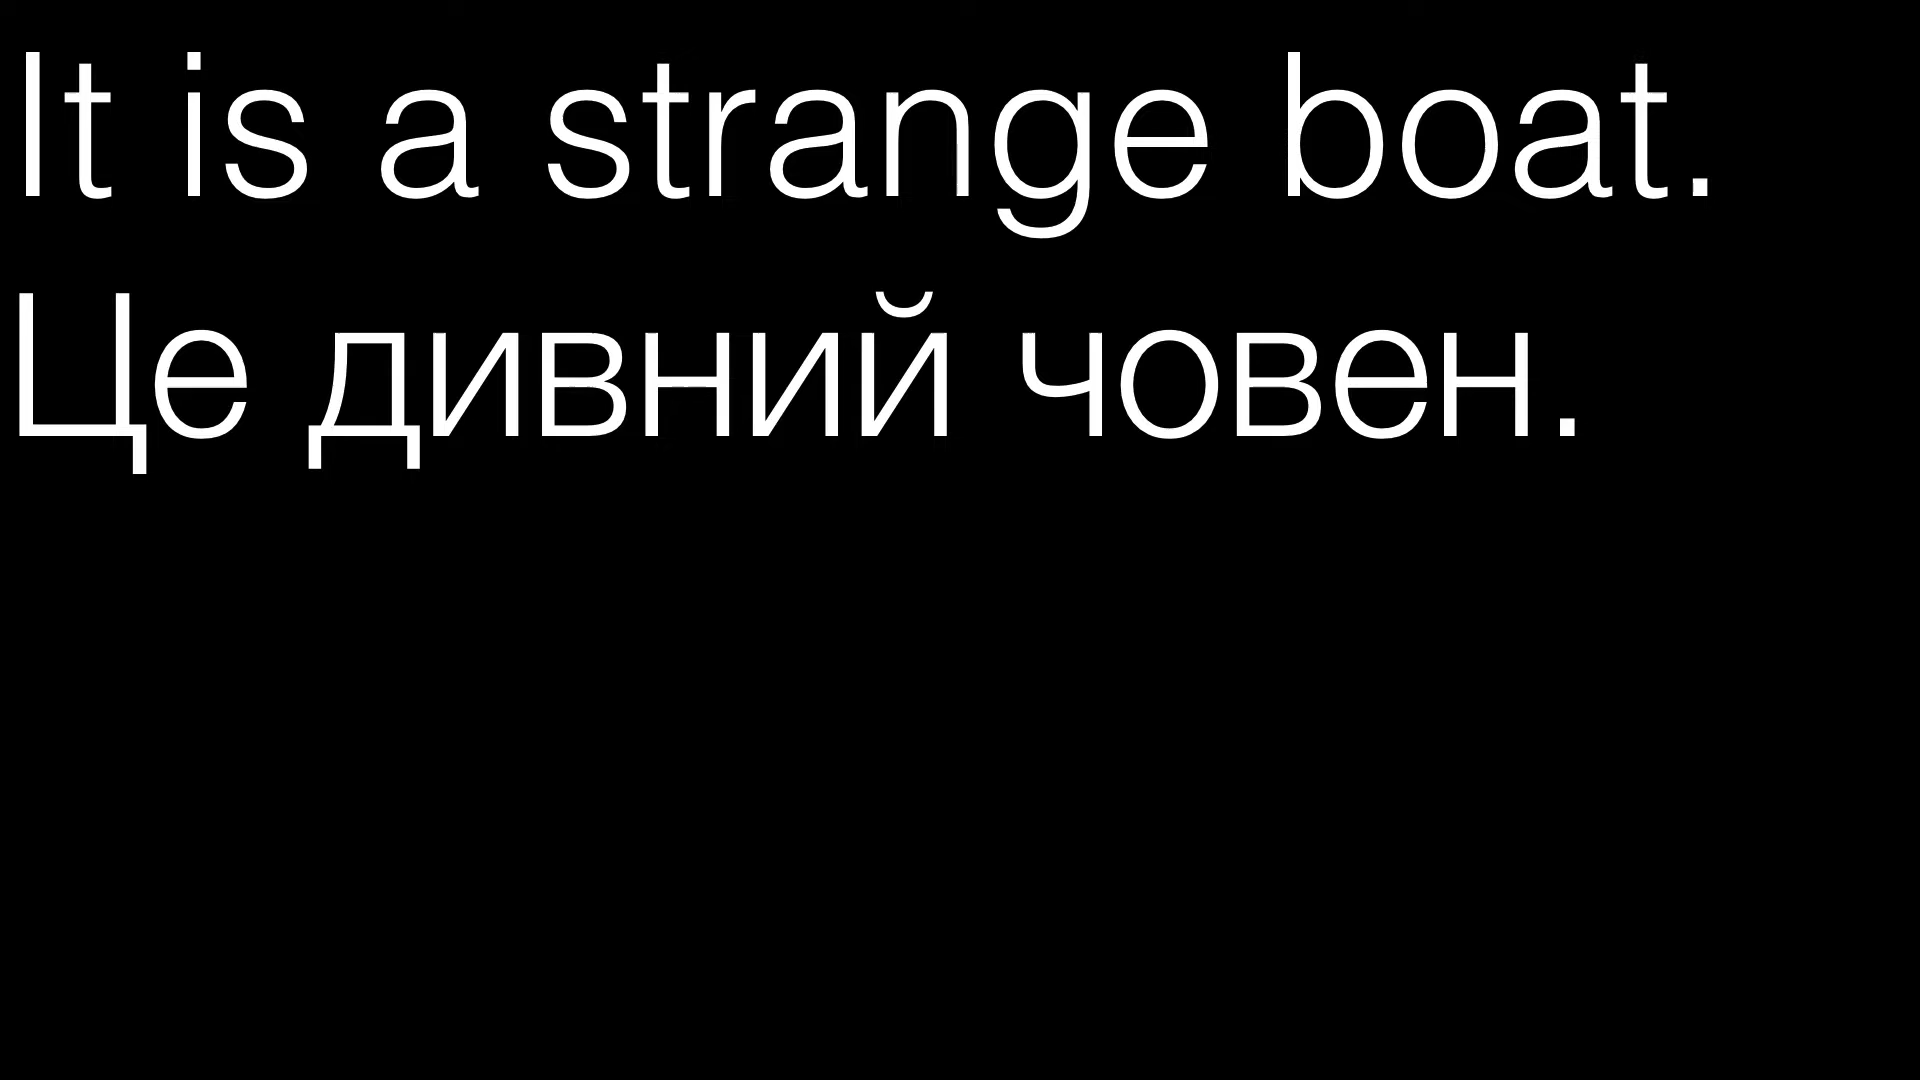 It is a strange boat.
Це дивний човен.